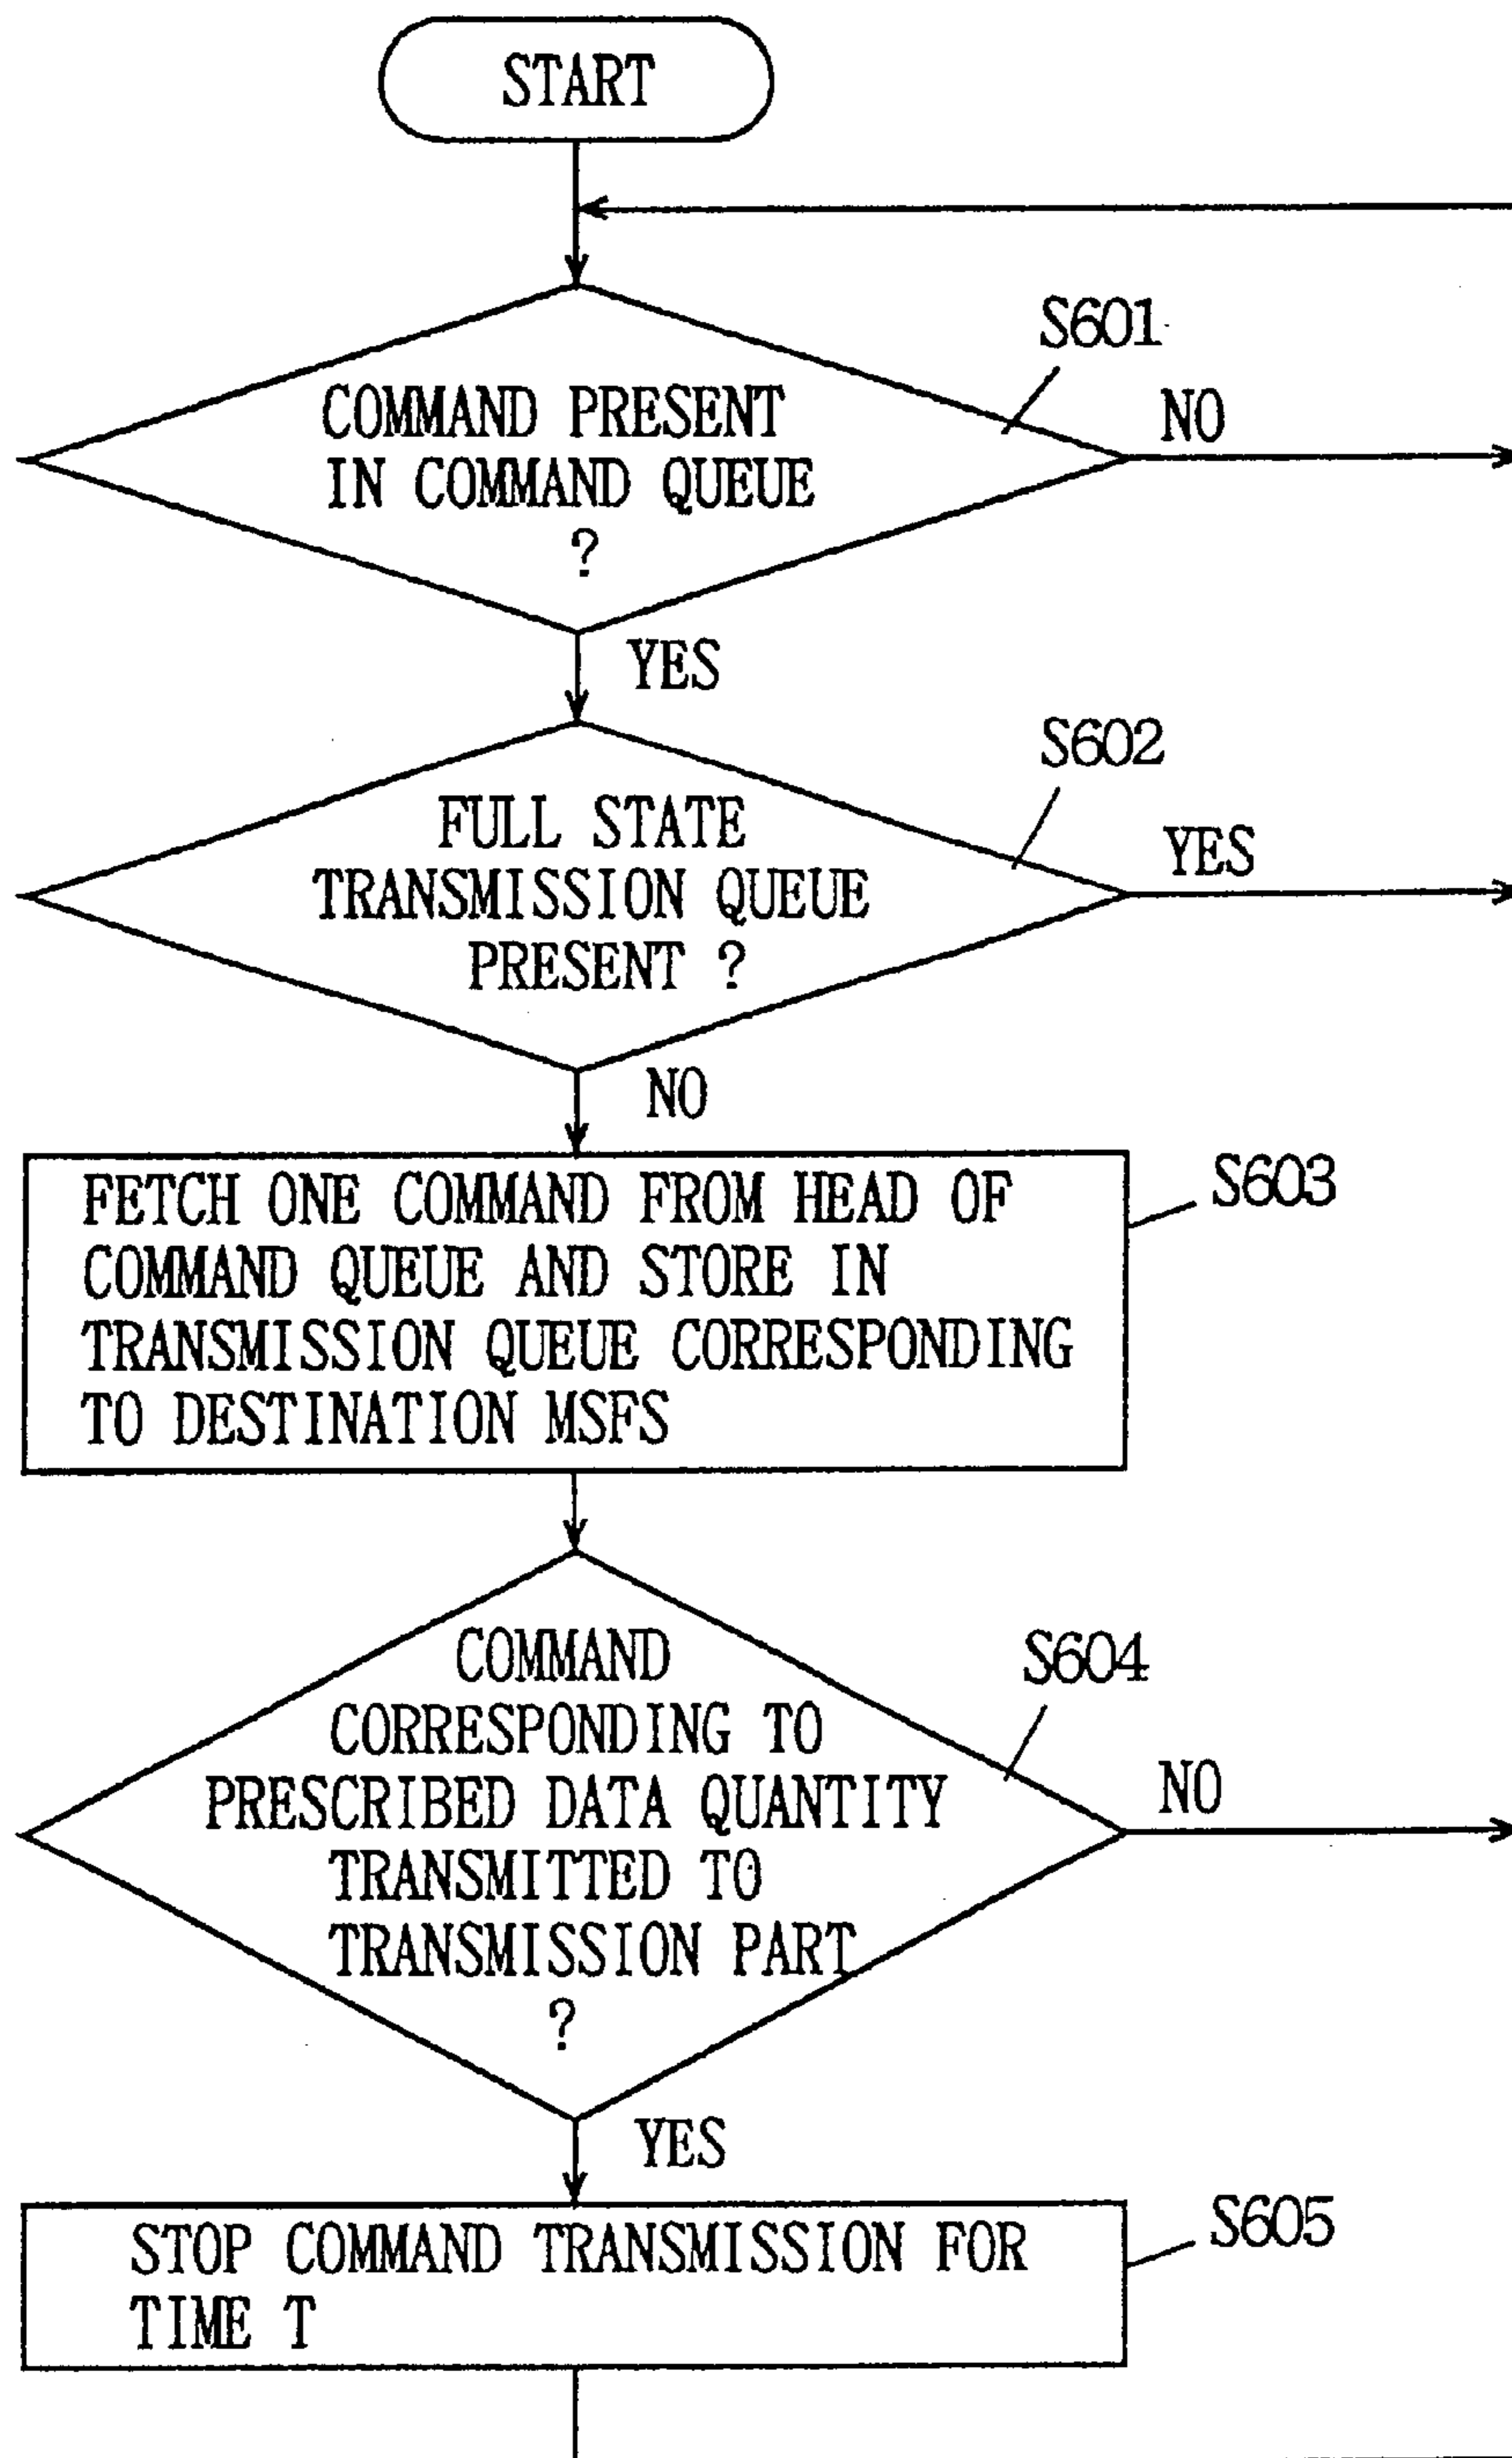 START
S601
COMMAND PRESENT
IN COMMAND QUEUE
?
NO
YES
S602
FULL STATE
TRANSMISSION QUEUE
PRESENT ?
YES
NO
S603
FETCH ONE COMMAND FROM HEAD OF
COMMAND QUEUE AND STORE IN
TRANSMISSION QUEUE CORRESPONDING
TO DESTINATION MSFS
S604
COMMAND
CORRESPONDING TO
PRESCRIBED DATA QUANTITY
TRANSMITTED TO
TRANSMISSION PART
?
NO
YES
S605
STOP COMMAND TRANSMISSION FOR
TIME T